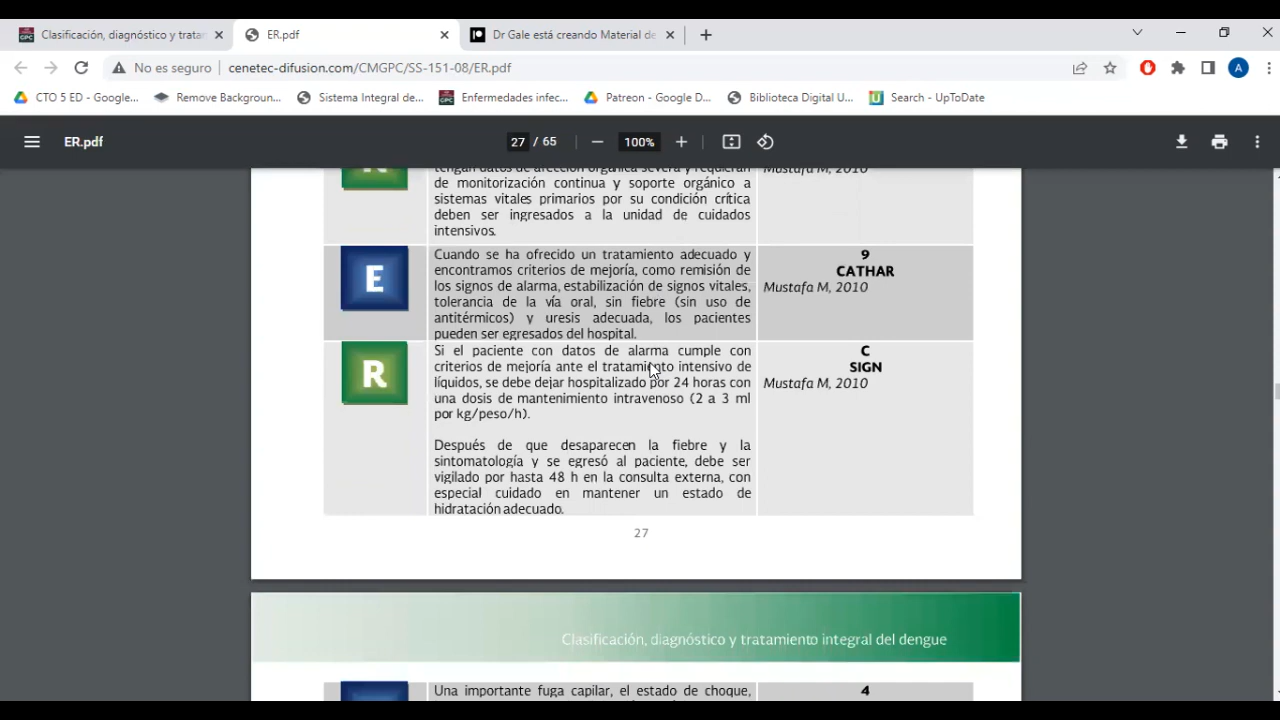 Clasificación, diagnóstico y trata
ER.pdf
Dr Gale está creando Material de
No es seguro
cenetec-difusion.com/CMGPC/SS-151-08/ER.pdf
A
CTO 5 ED - Google...
Remove Backgroun...
Sistema Integral de...
GPC
Enfermedades infec...
Patreon - Google D...
Biblioteca Digital U...
Search - UpToDate
ER.pdf
27 / 65
100%
tengan datos de afección orgánica severa y requieran
de monitorización continua y soporte orgánico a
sistemas vitales primarios por su condición crítica
deben ser ingresados a la unidad de cuidados
intensivos.
Mustafa M, 2010
E
Cuando se ha ofrecido un tratamiento adecuado y
encontramos criterios de mejoría, como remisión de
los signos de alarma, estabilización de signos vitales,
tolerancia de la vía oral, sin fiebre (sin uso de
antitérmicos) y uresis adecuada, los pacientes
pueden ser egresados del hospital.
9
CATHAR
Mustafa M, 2010
R
Si el paciente con datos de alarma cumple con
criterios de mejoría ante el tratamiento intensivo de
líquidos, se debe dejar hospitalizado por 24 horas con
una dosis de mantenimiento intravenoso (2 a 3 ml
por kg/peso/h).
Después de que desaparecen la fiebre y la
sintomatología y se egresó al paciente, debe ser
vigilado por hasta 48 h en la consulta externa, con
especial cuidado en mantener un estado de
hidratación adecuado.
C
SIGN
Mustafa M, 2010
27
Clasificación, diagnóstico y tratamiento integral del dengue
Una importante fuga capilar, el estado de choque,
4